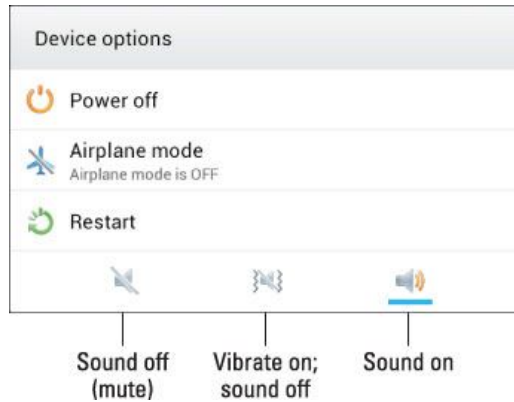 Device options
Power off
Airplane mode
Airplane mode is OFF
Restart
Sound off
(mute)
Vibrate on;
sound off
Sound on